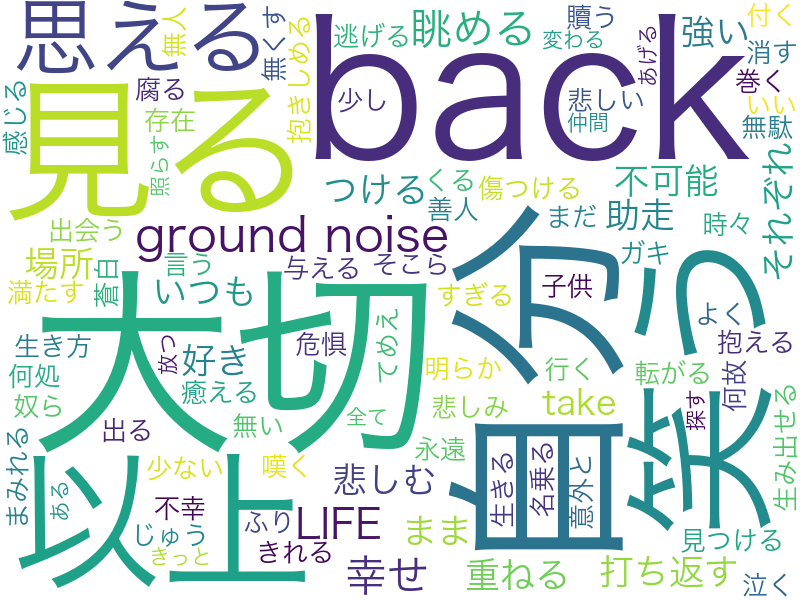 思える
無人
無くす
抱きしめる
逃げる
眺める
変わる
贖う
あげる
強い
付く
消す
back
見る
感じる
腐る
存在
照らす
少し
悲しい
仲間
巻く
いい
無駄
つける
くる
傷つける
不可能
それぞれ
善人
まだ
助走
時々
出会う
ground noise
場所
蒼白
言う
与える
そこら
ガキ
満たす
いつも
すぎる
子供
自分
笑う
よく
大切
生き方
放つ
好き
危惧
てめえ
明らか
行く
転がる
何故
抱える
何処
癒える
奴ら
悲しみ
take
探す
出る
無い
全て
永遠
生み出せる
まみれる
ある
以上
少ない
嘆く
悲しむ
生きる
名乗る
意外と
不幸
ふり
LIFE
まま
じゅう
きっと
きれる
幸せ
重ねる
打ち返す
見つける
泣く